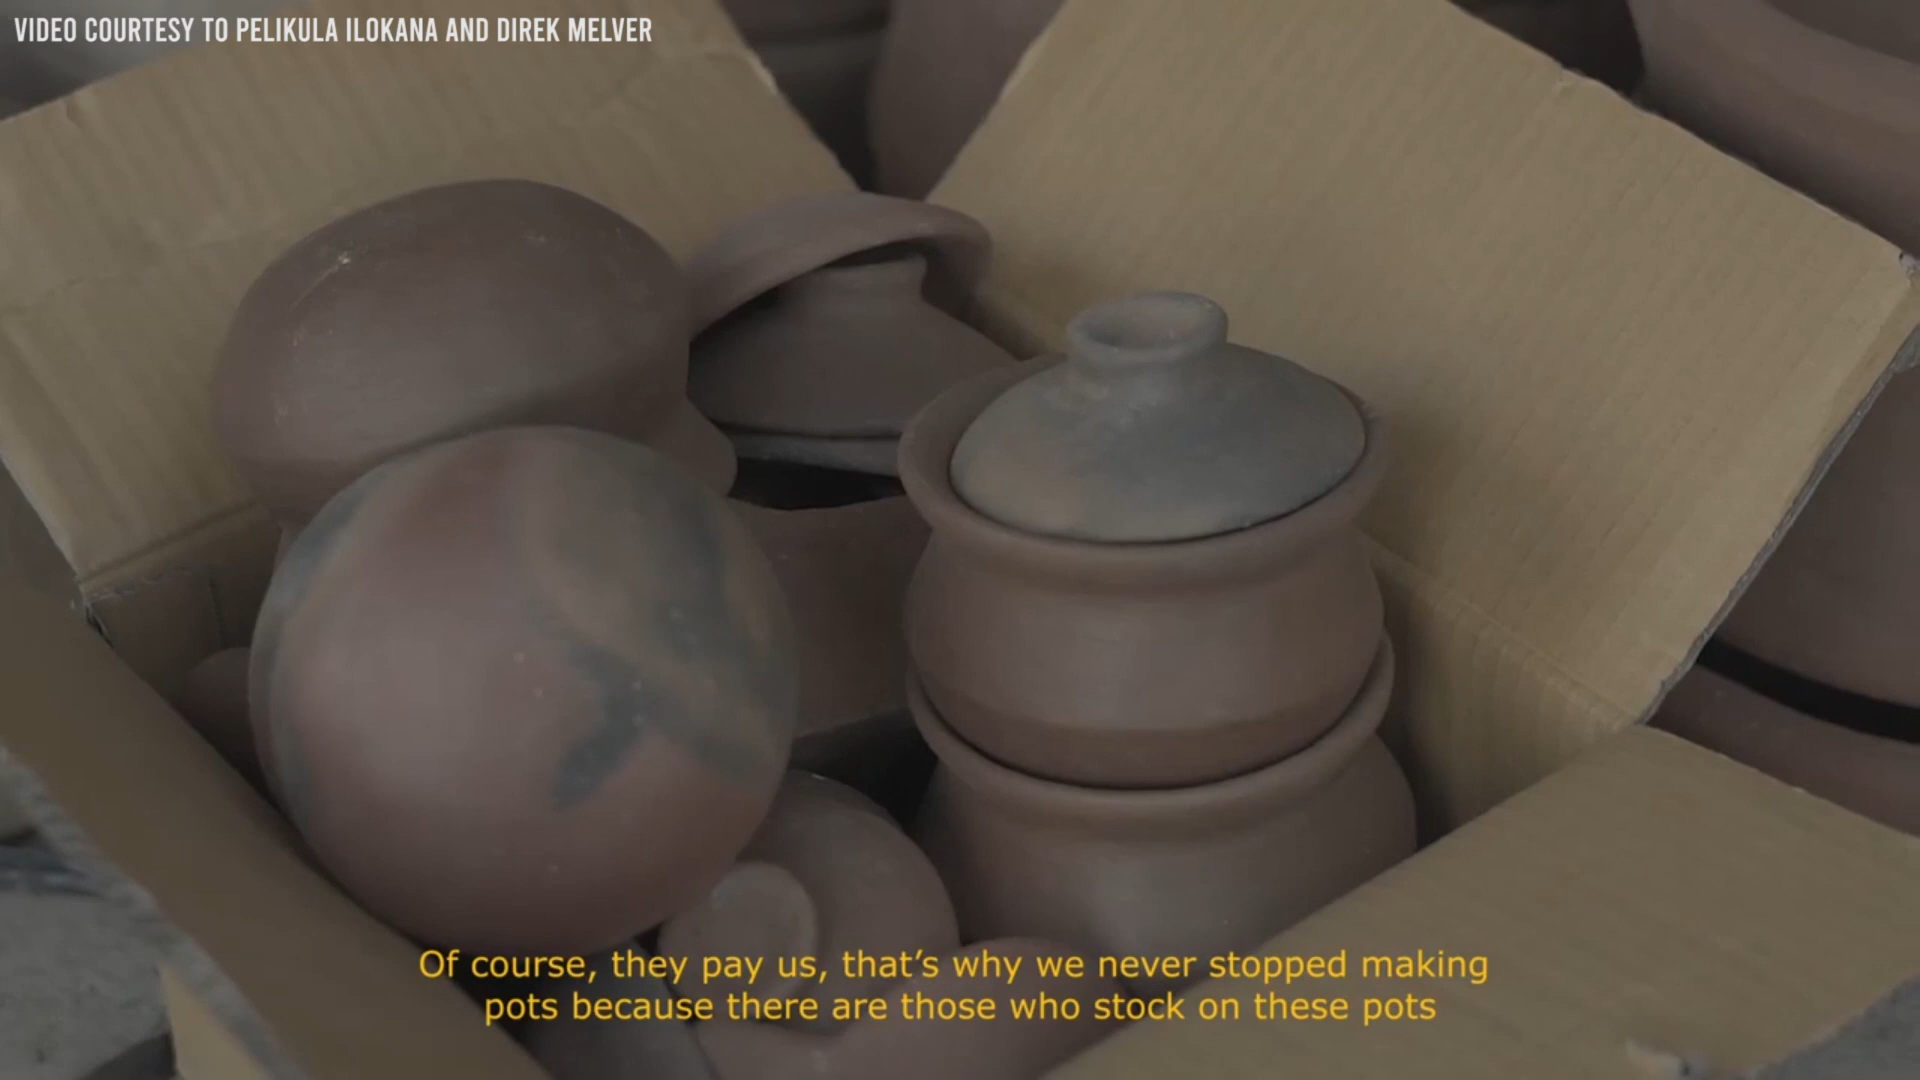 VIDEO COURTESY TO PELIKULA ILOKANA AND DIREK MELVER
Of course, they pay us, that’s why we never stopped making
pots because there are those who stock on these pots